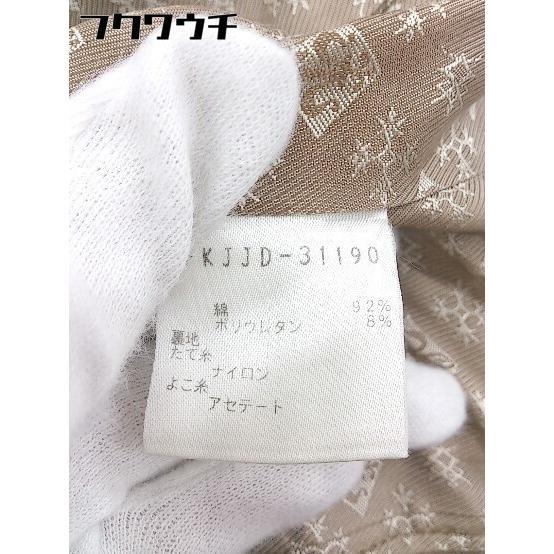 フクワウチ
KJJD-31190
綿 92%
ポリウレタン 8%
裏地
たて糸
ナイロン
よこ糸
アセテート